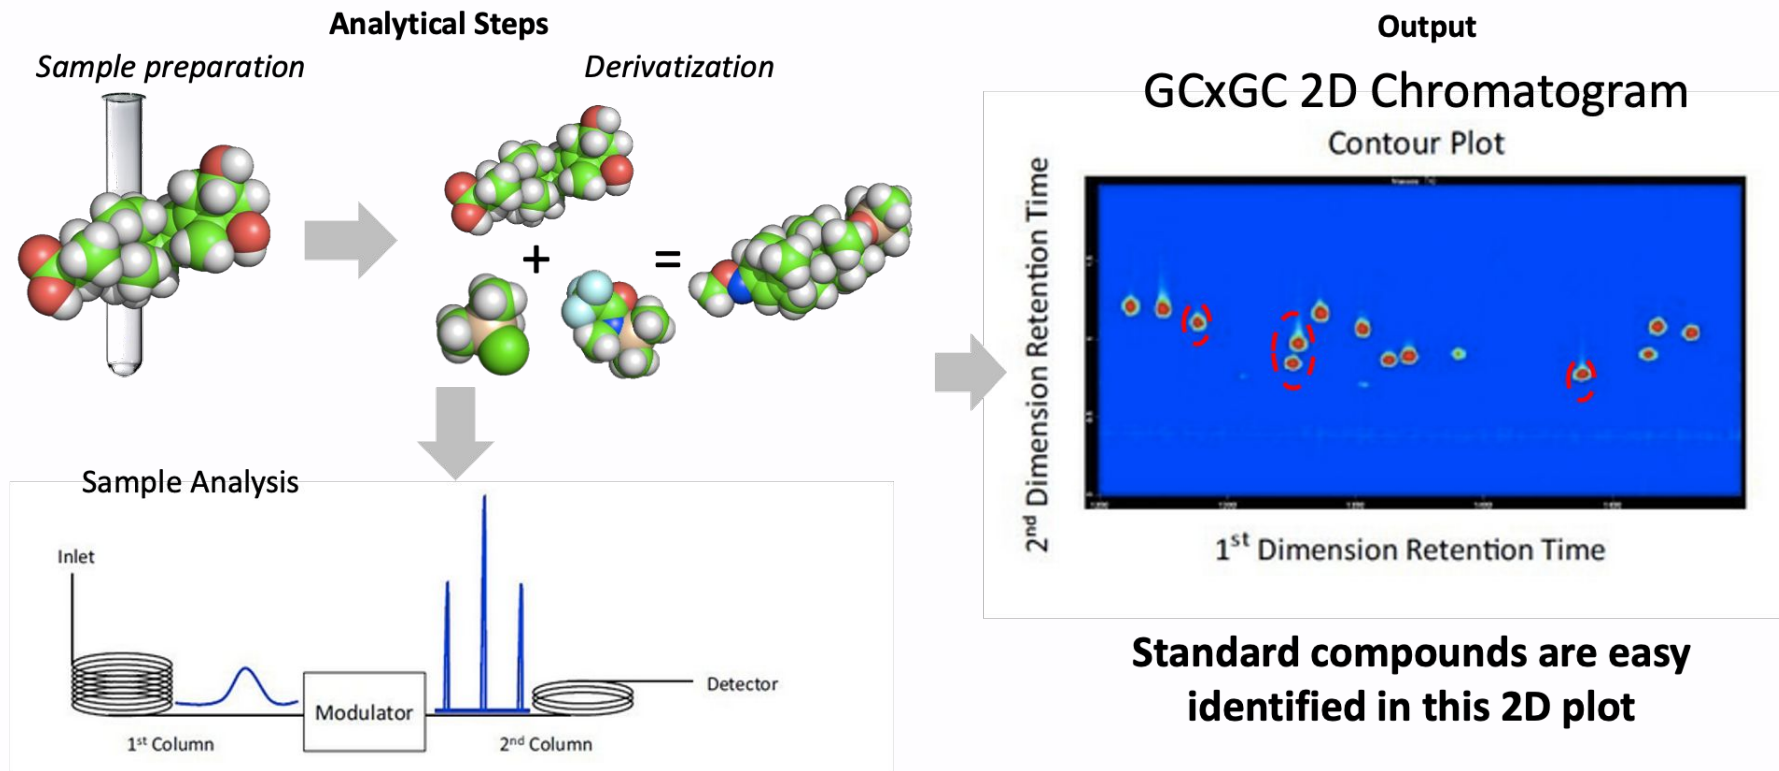 Analytical Steps
Sample preparation
Derivatization
+
=
Sample Analysis
Inlet
Modulator
Detector
1st Column
2nd Column
Output
GCxGC 2D Chromatogram
Contour Plot
2nd Dimension Retention Time
1st Dimension Retention Time
Standard compounds are easy
identified in this 2D plot